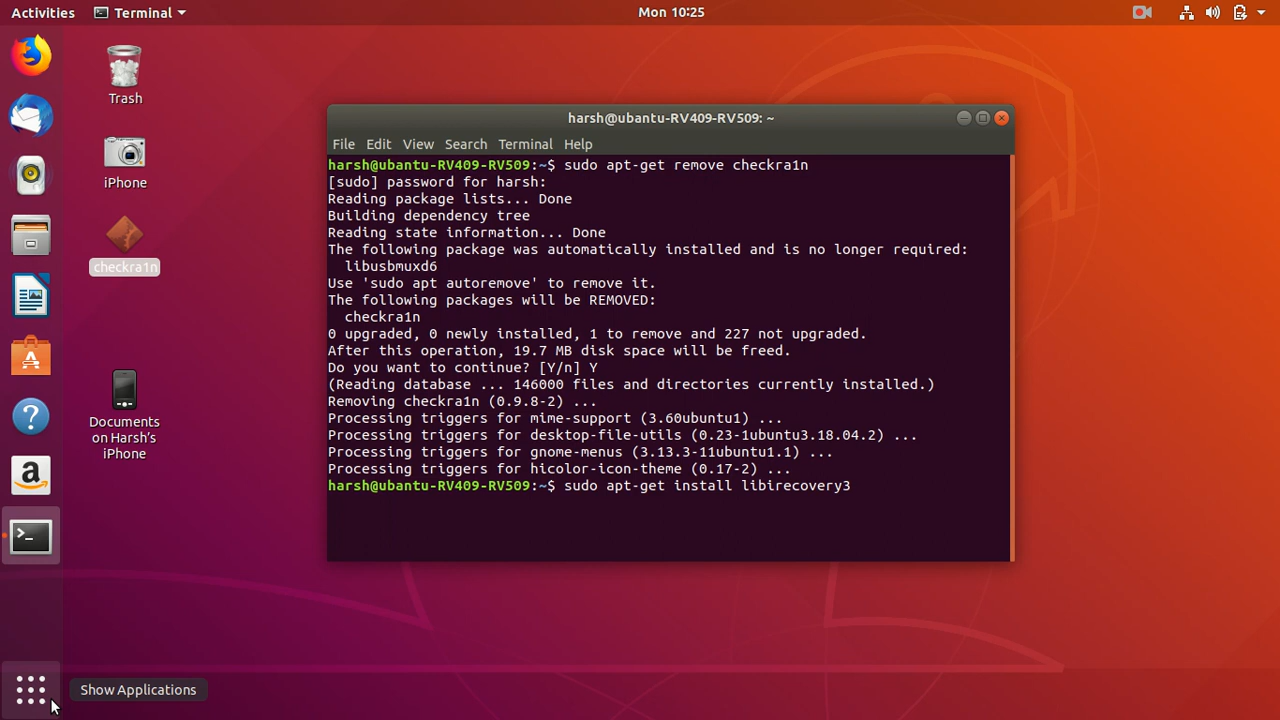 Activities
Terminal
Mon 10:25
Trash
iPhone
checkra1n
Documents
on Harsh's
iPhone
Show Applications
harsh@ubantu-RV409-RV509: ~
File Edit View Search Terminal Help
harsh@ubantu-RV409-RV509:~$ sudo apt-get remove checkra1n
[sudo] password for harsh:
Reading package lists... Done
Building dependency tree
Reading state information... Done
The following package was automatically installed and is no longer required:
libusbmuxd6
Use 'sudo apt autoremove' to remove it.
The following packages will be REMOVED:
checkra1n
0 upgraded, 0 newly installed, 1 to remove and 227 not upgraded.
After this operation, 19.7 MB disk space will be freed.
Do you want to continue? [Y/n] Y
(Reading database ... 146000 files and directories currently installed.)
Removing checkra1n (0.9.8-2) ...
Processing triggers for mime-support (3.60ubuntu1) ...
Processing triggers for desktop-file-utils (0.23-1ubuntu3.18.04.2) ...
Processing triggers for gnome-menus (3.13.3-11ubuntu1.1) ...
Processing triggers for hicolor-icon-theme (0.17-2) ...
harsh@ubantu-RV409-RV509:~$ sudo apt-get install libirecovery3